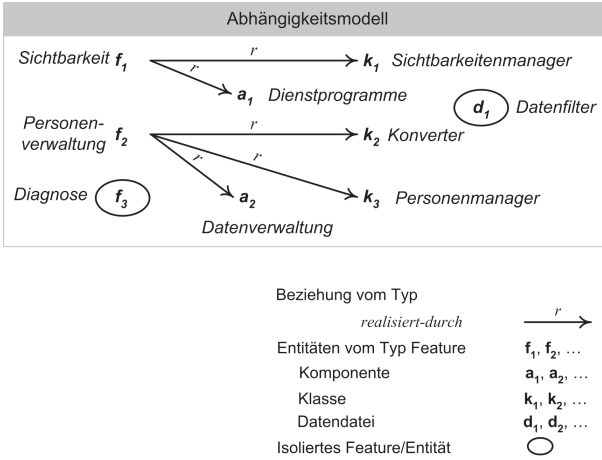 Abhängigkeitsmodell
Sichtbarkeit f1 r k1 Sichtbarkeitenmanager
r
a1 Dienstprogramme
d1 Datenfilter
Personen-
verwaltung f2 r k2 Konverter
r r
Diagnose f3 a2 k3 Personenmanager
Datenverwaltung
Beziehung vom Typ
realisiert-durch r
Entitäten vom Typ Feature f1, f2, …
Komponente a1, a2, …
Klasse k1, k2, …
Datendatei d1, d2, …
Isoliertes Feature/Entität